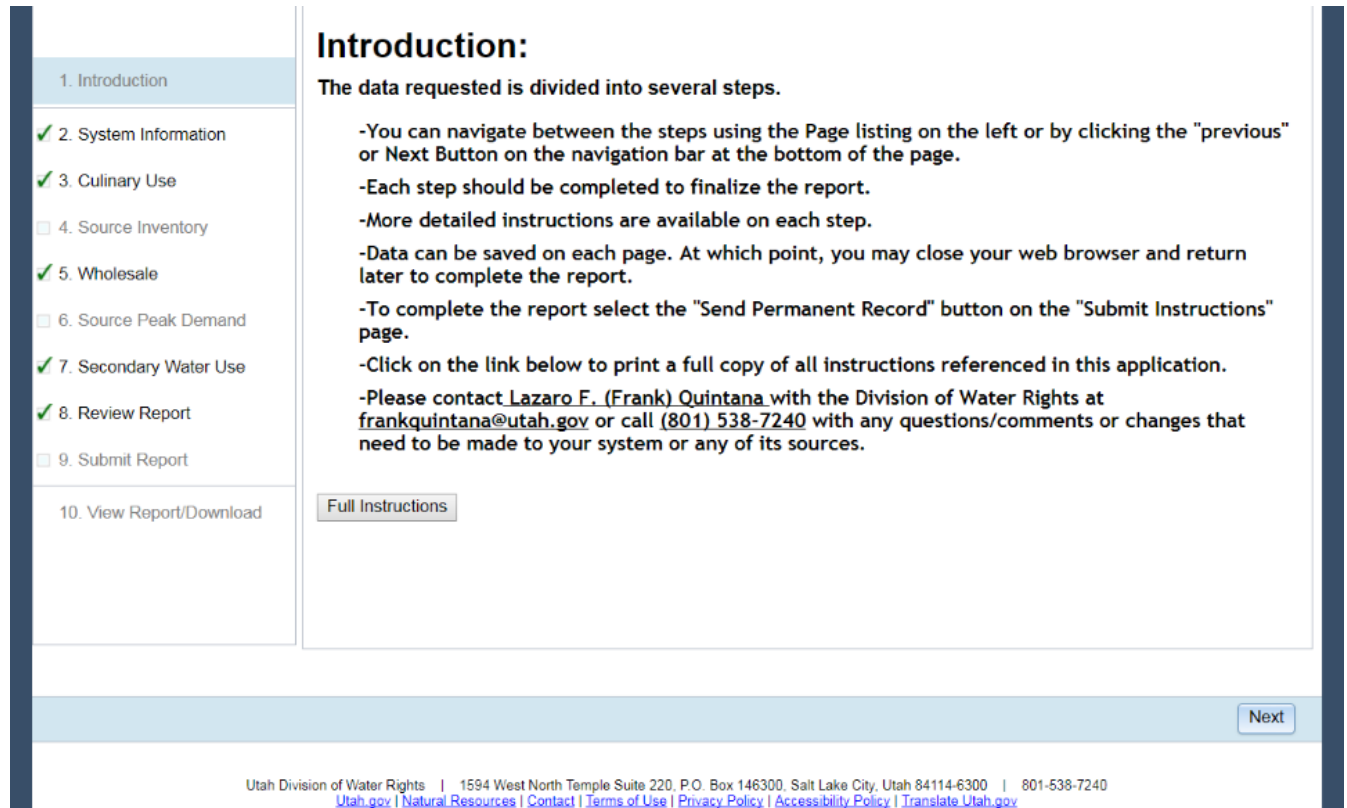 1. Introduction
2. System Information
3. Culinary Use
4. Source Inventory
5. Wholesale
6. Source Peak Demand
7. Secondary Water Use
8. Review Report
9. Submit Report
10. View Report/Download
Introduction:
The data requested is divided into several steps.
-You can navigate between the steps using the Page listing on the left or by clicking the "previous"
or Next Button on the navigation bar at the bottom of the page.
-Each step should be completed to finalize the report.
-More detailed instructions are available on each step.
-Data can be saved on each page. At which point, you may close your web browser and return
later to complete the report.
-To complete the report select the "Send Permanent Record" button on the "Submit Instructions"
page.
-Click on the link below to print a full copy of all instructions referenced in this application.
-Please contact Lazaro F. (Frank) Quintana with the Division of Water Rights at
frankquintana@utah.gov or call (801) 538-7240 with any questions/comments or changes that
need to be made to your system or any of its sources.
Full Instructions
Next
Utah Division of Water Rights | 1594 West North Temple Suite 220, P.O. Box 146300, Salt Lake City, Utah 84114-6300 | 801-538-7240
Utah.gov | Natural Resources | Contact | Terms of Use | Privacy Policy | Accessibility Policy | Translate Utah.gov